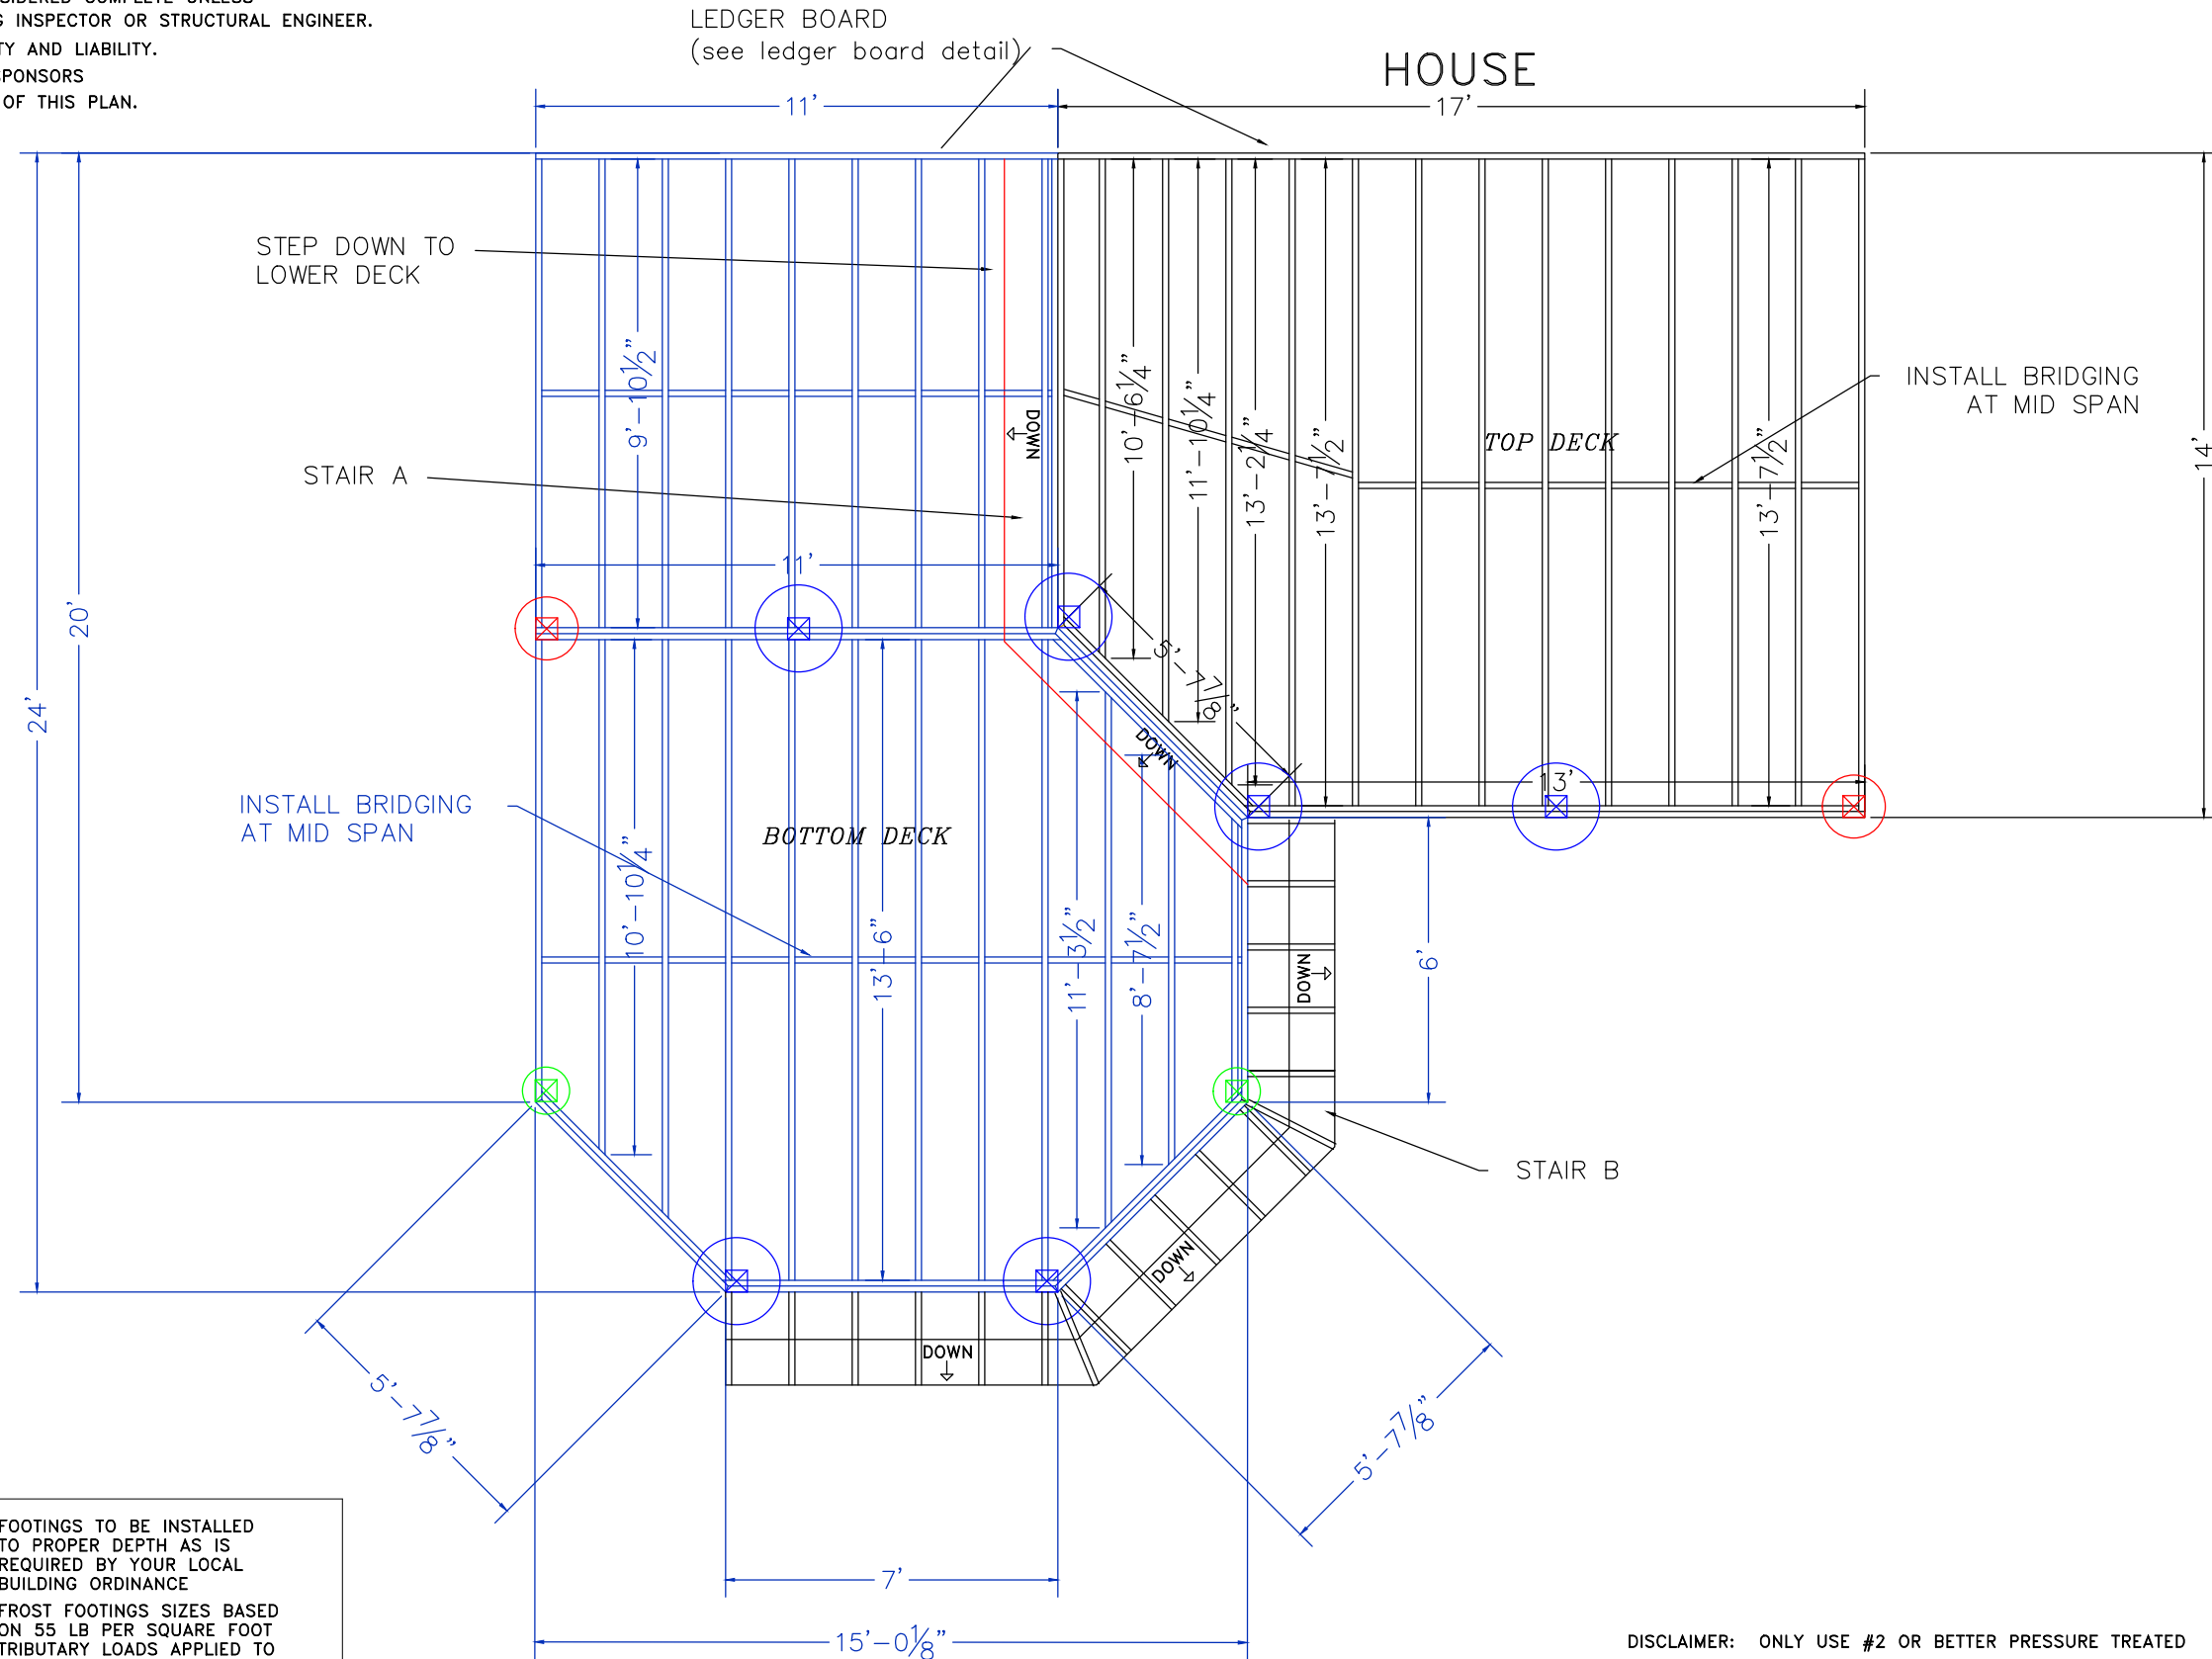 INSPECTOR OR STRUCTURAL ENGINEER.
AND LIABILITY.
OF THIS PLAN.
LEDGER BOARD
(see ledger board detail)
HOUSE
11'
17'
STEP DOWN TO
LOWER DECK
STAIR A
INSTALL BRIDGING
AT MID SPAN
TOP DECK
9'-10½"
10'-6¼"
11'-10¼"
13'-2¼"
13'-7½"
13'-7½"
14'
DOWN
11'
20'
24'
5'-7⅞"
13'
DOWN
INSTALL BRIDGING
AT MID SPAN
BOTTOM DECK
10'-10¼"
13'-6"
11'-3½"
8'-7½"
DOWN
6'
STAIR B
DOWN
DOWN
5'-7⅞"
5'-7⅞"
7'
15'-0⅛"
FOOTINGS TO BE INSTALLED
TO PROPER DEPTH AS IS
REQUIRED BY YOUR LOCAL
BUILDING ORDINANCE
FROST FOOTINGS SIZES BASED
ON 55 LB PER SQUARE FOOT
TRIBUTARY LOADS APPLIED TO
DISCLAIMER: ONLY USE #2 OR BETTER PRESSURE TREATED